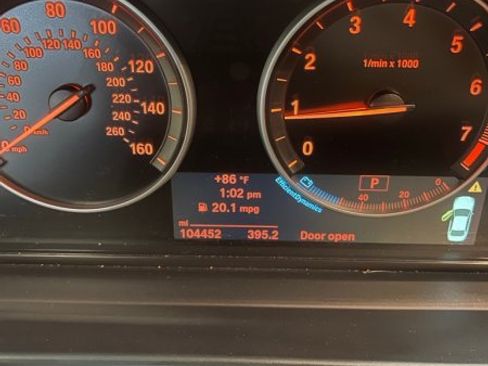 60 80 100 120 140 160
60
40
20
0 km/h
0 mph
80 100 120 140 160 180 200 220 240 260
0 1 2 3 4 5 6 7
1/min x 1000
+86 °F
1:02 pm
20.1 mpg
mi
104452 395.2 Door open
EfficientDynamics
P
40 20